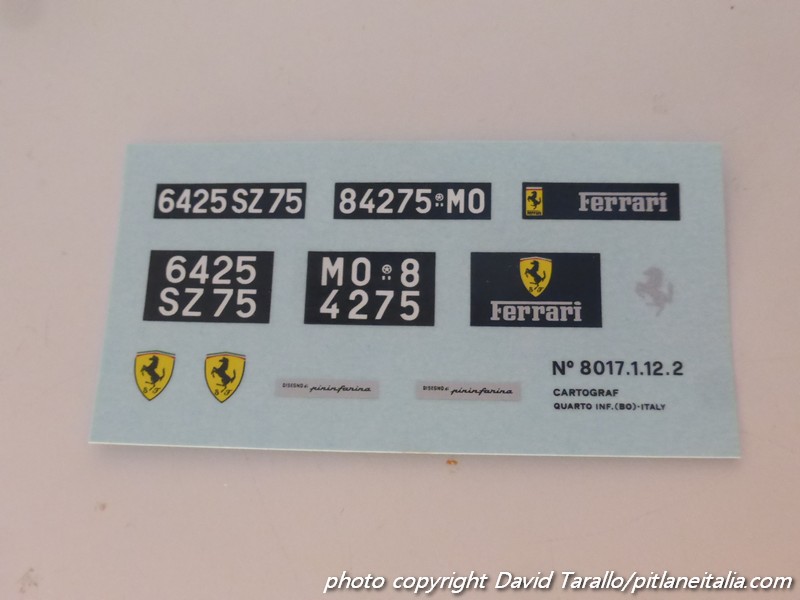 6425 SZ 75
84275 MO
Ferrari
6425
SZ 75
MO 8
4275
S F
Ferrari
S F
S F
DISEGNO di pininfarina
DISEGNO di pininfarina
Nº 8017.1.12.2
CARTOGRAF
QUARTO INF.(BO)-ITALY
photo copyright David Tarallo/pitlaneitalia.com